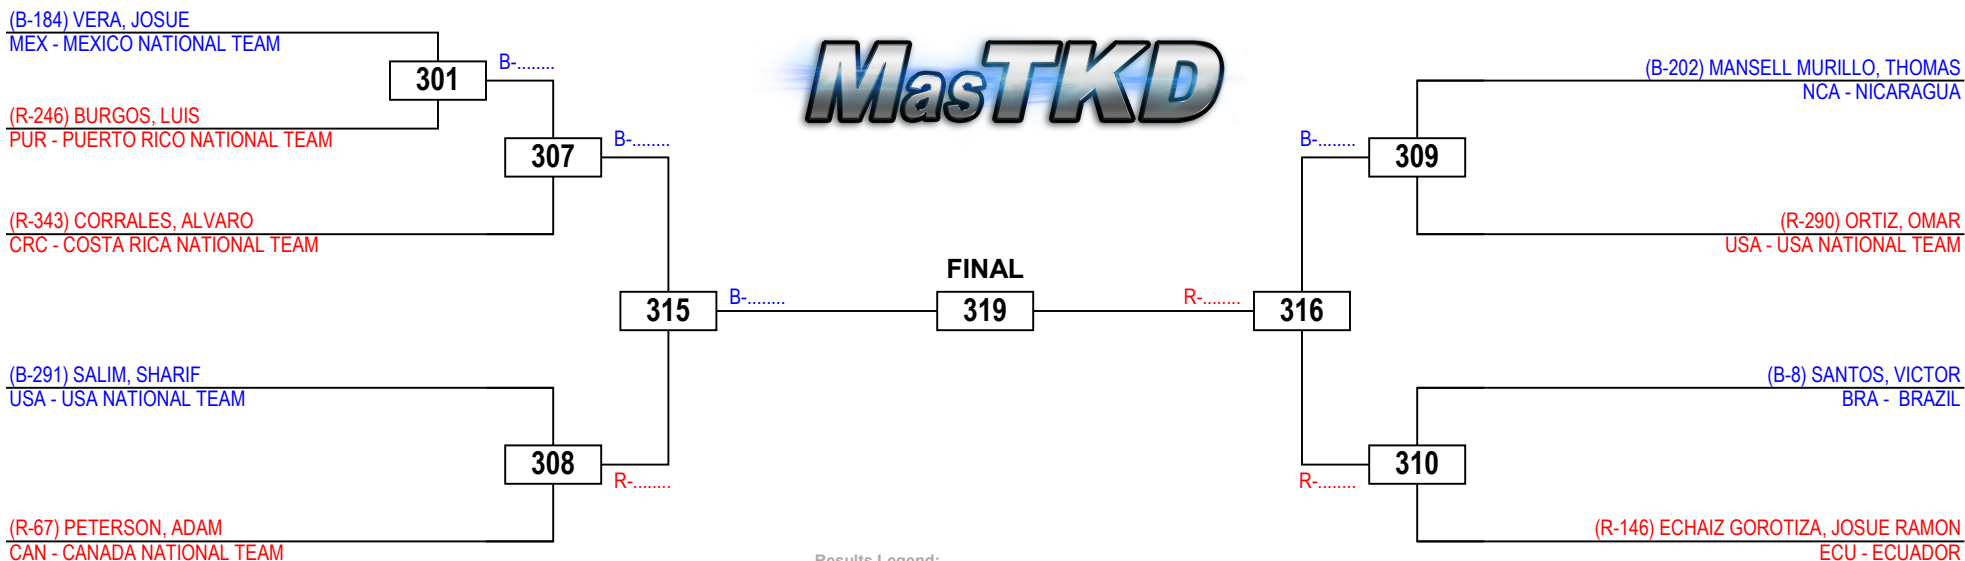 (B-184) VERA, JOSUE
MEX - MEXICO NATIONAL TEAM
301
B-........
(R-246) BURGOS, LUIS
PUR - PUERTO RICO NATIONAL TEAM
307
B-........
(R-343) CORRALES, ALVARO
CRC - COSTA RICA NATIONAL TEAM
315
B-........
(B-291) SALIM, SHARIF
USA - USA NATIONAL TEAM
308
R-........
(R-67) PETERSON, ADAM
CAN - CANADA NATIONAL TEAM
MasTKD
FINAL
319
Results Legend:
(B-202) MANSELL MURILLO, THOMAS
NCA - NICARAGUA
B-........
309
(R-290) ORTIZ, OMAR
USA - USA NATIONAL TEAM
R-........
316
(B-8) SANTOS, VICTOR
BRA - BRAZIL
310
R-........
(R-146) ECHAIZ GOROTIZA, JOSUE RAMON
ECU - ECUADOR